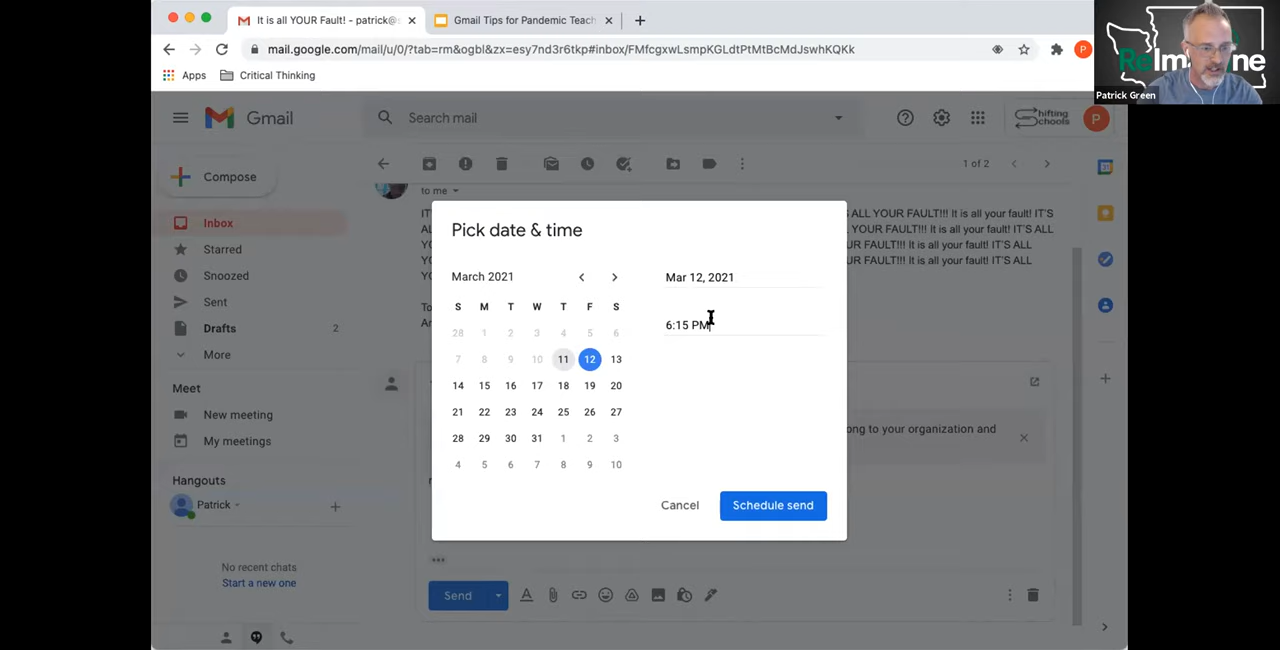 It is all YOUR Fault! - patrick@s
Gmail Tips for Pandemic Teach
mail.google.com/mail/u/0/?tab=rm&ogbl&zx=esy7nd3r6tkp#inbox/FMfcgxwLsmpKGLdtPtMtBcMdJswhKQKk
P
Apps
Critical Thinking
Patrick Green
Gmail
Search mail
Shifting
Schools
P
Compose
1 of 2
to me
Inbox
Starred
Snoozed
Sent
Drafts
2
More
Meet
New meeting
My meetings
Hangouts
Patrick
No recent chats
Start a new one
ALL YOUR FAULT!!! It is all your fault! IT'S
YOUR FAULT!!! It is all your fault! IT'S ALL
FAULT!!! It is all your fault! IT'S ALL
FAULT!!! It is all your fault! IT'S ALL
Pick date & time
March 2021
Mar 12, 2021
6:15 PM
S M T W T F S
28 1 2 3 4 5 6
7 8 9 10 11 12 13
14 15 16 17 18 19 20
21 22 23 24 25 26 27
28 29 30 31 1 2 3
4 5 6 7 8 9 10
Cancel
Schedule send
to your organization and
Send